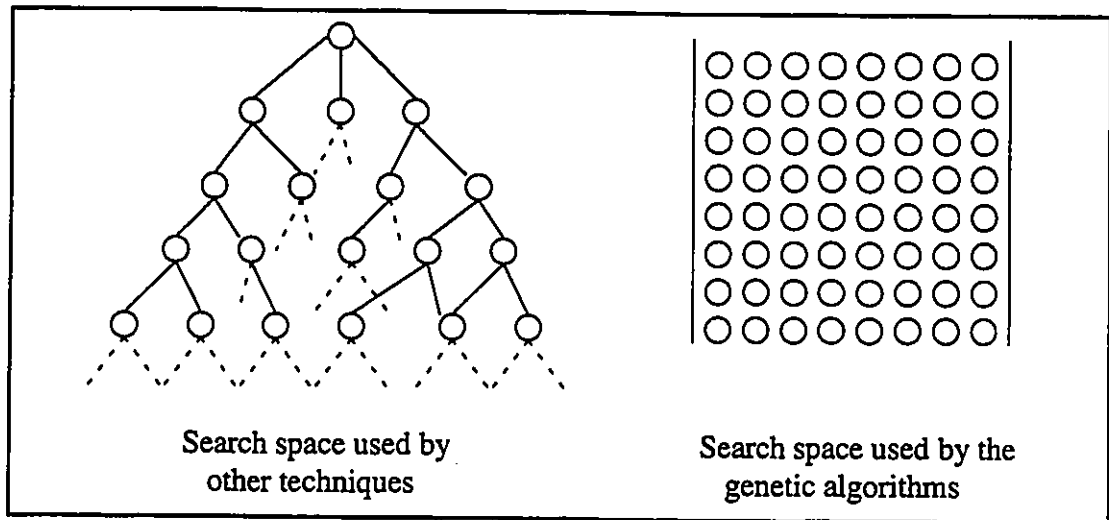 Search space used by
other techniques
Search space used by the
genetic algorithms